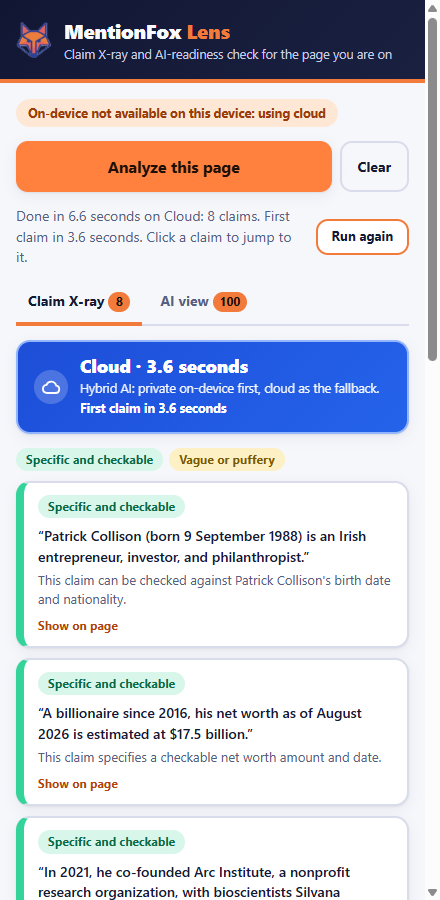 MentionFox Lens
Claim X-ray and AI-readiness check for the page you are on
On-device not available on this device: using cloud
Analyze this page
Clear
Done in 6.6 seconds on Cloud: 8 claims. First
claim in 3.6 seconds. Click a claim to jump to
it.
Run again
Claim X-ray 8
AI view 100
Cloud · 3.6 seconds
Hybrid AI: private on-device first, cloud as the fallback.
First claim in 3.6 seconds
Specific and checkable
Vague or puffery
Specific and checkable
“Patrick Collison (born 9 September 1988) is an Irish
entrepreneur, investor, and philanthropist.”
This claim can be checked against Patrick Collison's birth date
and nationality.
Show on page
Specific and checkable
“A billionaire since 2016, his net worth as of August
2026 is estimated at $17.5 billion.”
This claim specifies a checkable net worth amount and date.
Show on page
Specific and checkable
“In 2021, he co-founded Arc Institute, a nonprofit
research organization, with bioscientists Silvana